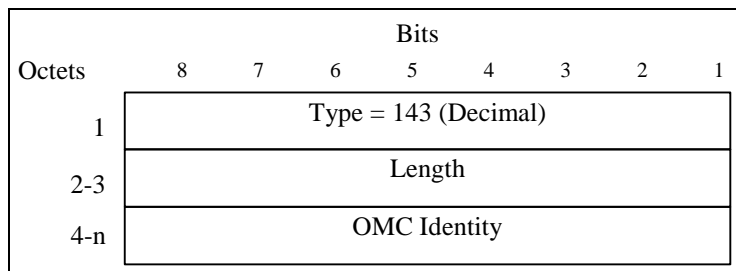 Bits
Octets 8 7 6 5 4 3 2 1
1 Type = 143 (Decimal)
2-3 Length
4-n OMC Identity